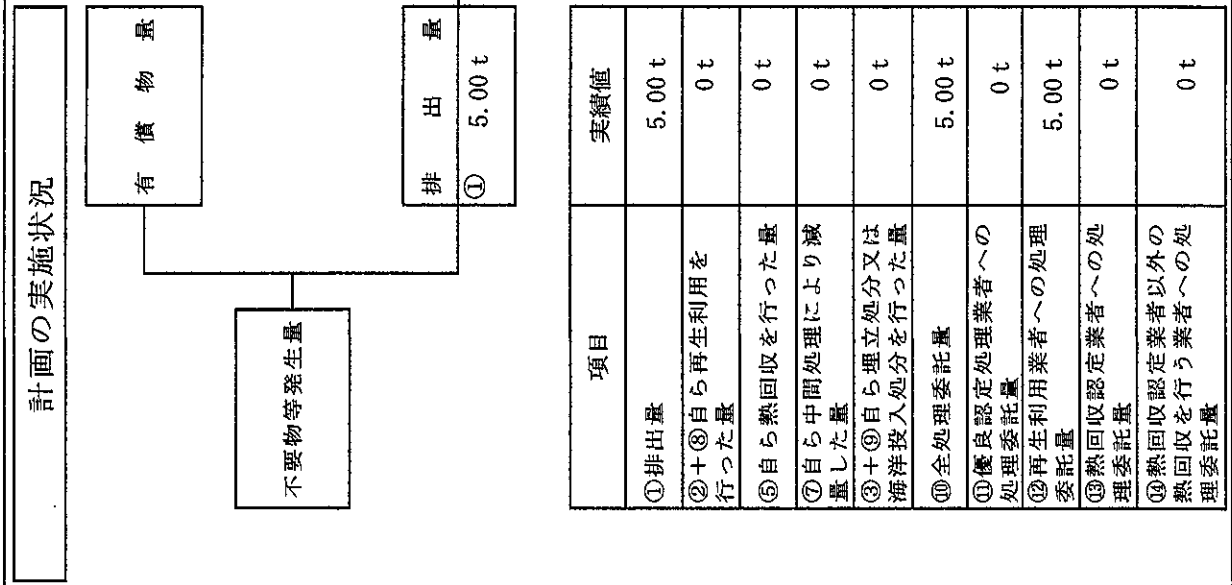 計画の実施状況
有償物量
不要物等発生量
排出量
① 5.00 t
項目 実績値
①排出量 5.00 t
②+⑧自ら再生利用を
行った量 0 t
⑤自ら熱回収を行った量 0 t
⑦自ら中間処理により減
量した量 0 t
③+⑨自ら埋立処分又は
海洋投入処分を行った量 0 t
⑩全処理委託量 5.00 t
⑪優良認定処理業者への
処理委託量 0 t
⑫再生利用業者への処理
委託量 5.00 t
⑬熱回収認定業者への処
理委託量 0 t
⑭熱回収認定業者以外の
熱回収を行う業者への処
理委託量 0 t